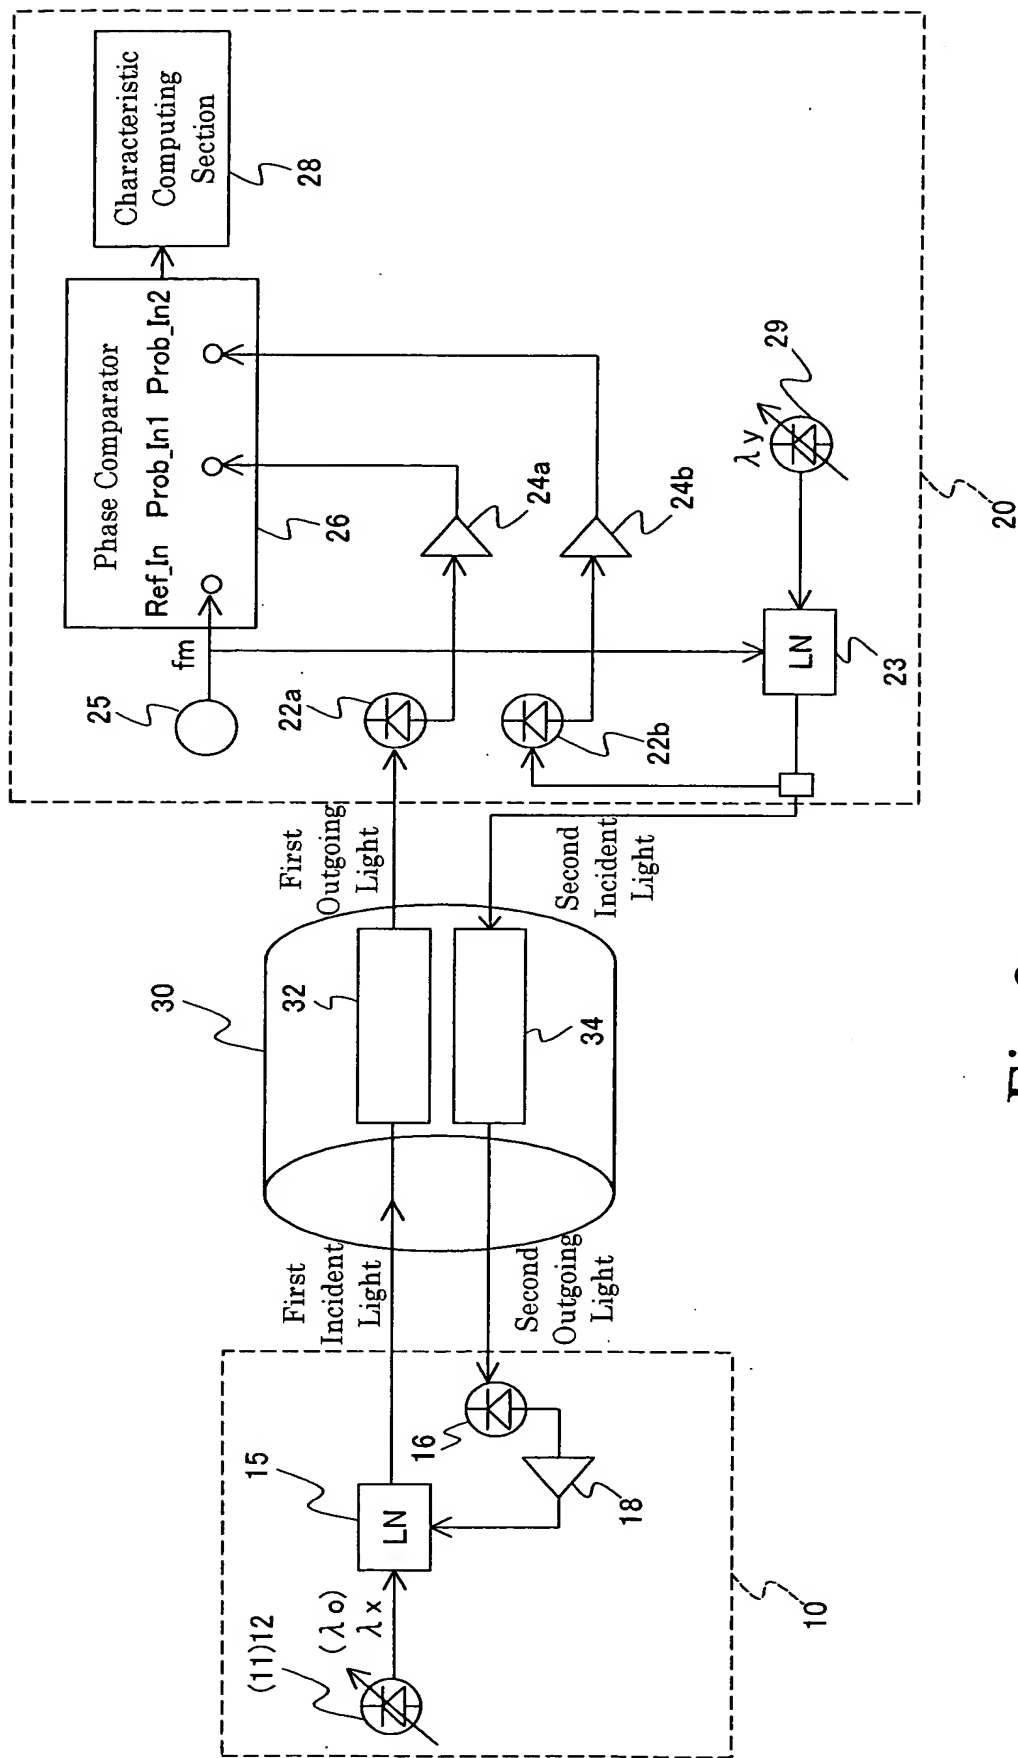 (11)12
(λo)
λx
15
LN
16
18
10
First
Incident
Light
Second
Outgoing
Light
30
32
34
First
Outgoing
Light
Second
Incident
Light
25
fm
Phase Comparator
Ref_In Prob_In1 Prob_In2
26
Characteristic
Computing
Section
28
22a
24a
22b
24b
LN
23
λy
29
20